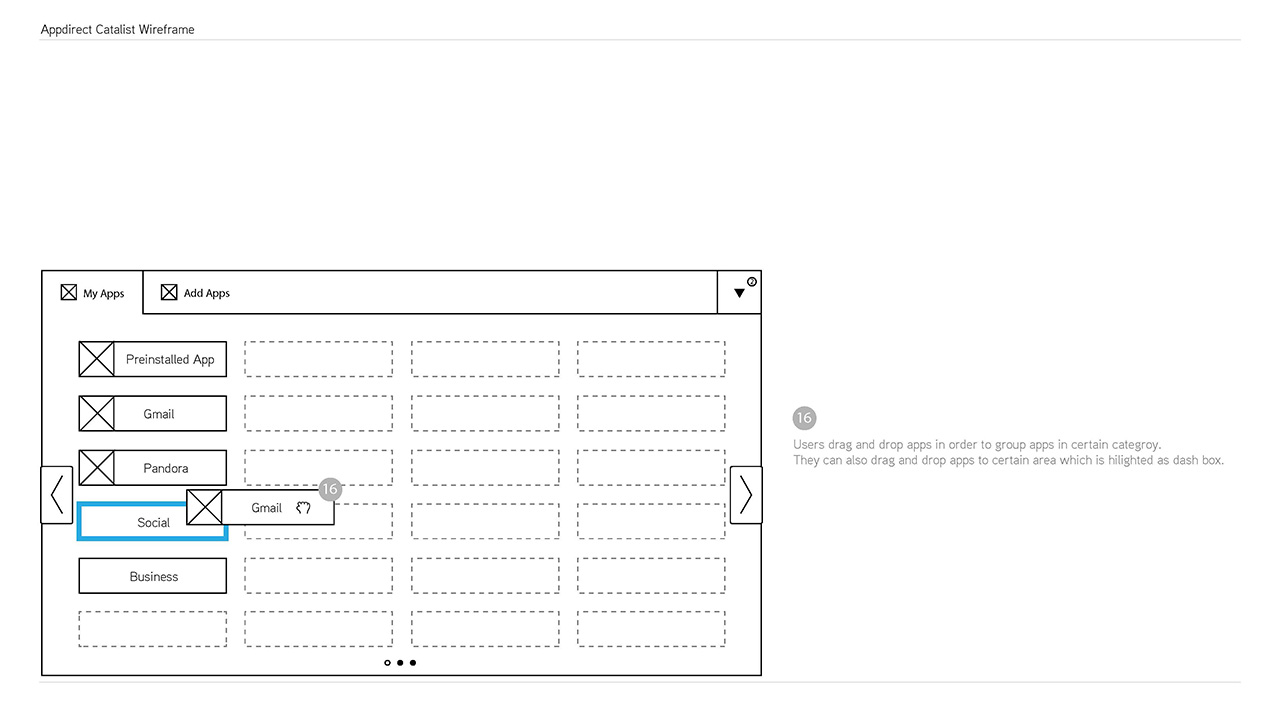 Appdirect Catalist Wireframe
My Apps
Add Apps
2
Preinstalled App
Gmail
Pandora
16
Gmail
Social
Business
16
Users drag and drop apps in order to group apps in certain categroy.
They can also drag and drop apps to certain area which is hilighted as dash box.